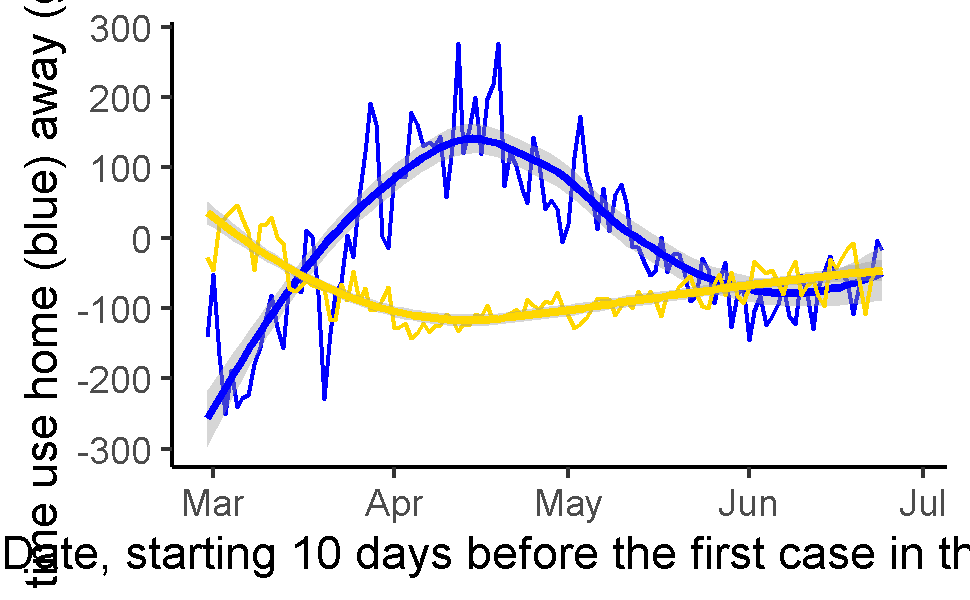 time use home (blue) away (
300
200
100
0
-100
-200
-300
Mar Apr May Jun Jul
Date, starting 10 days before the first case in th